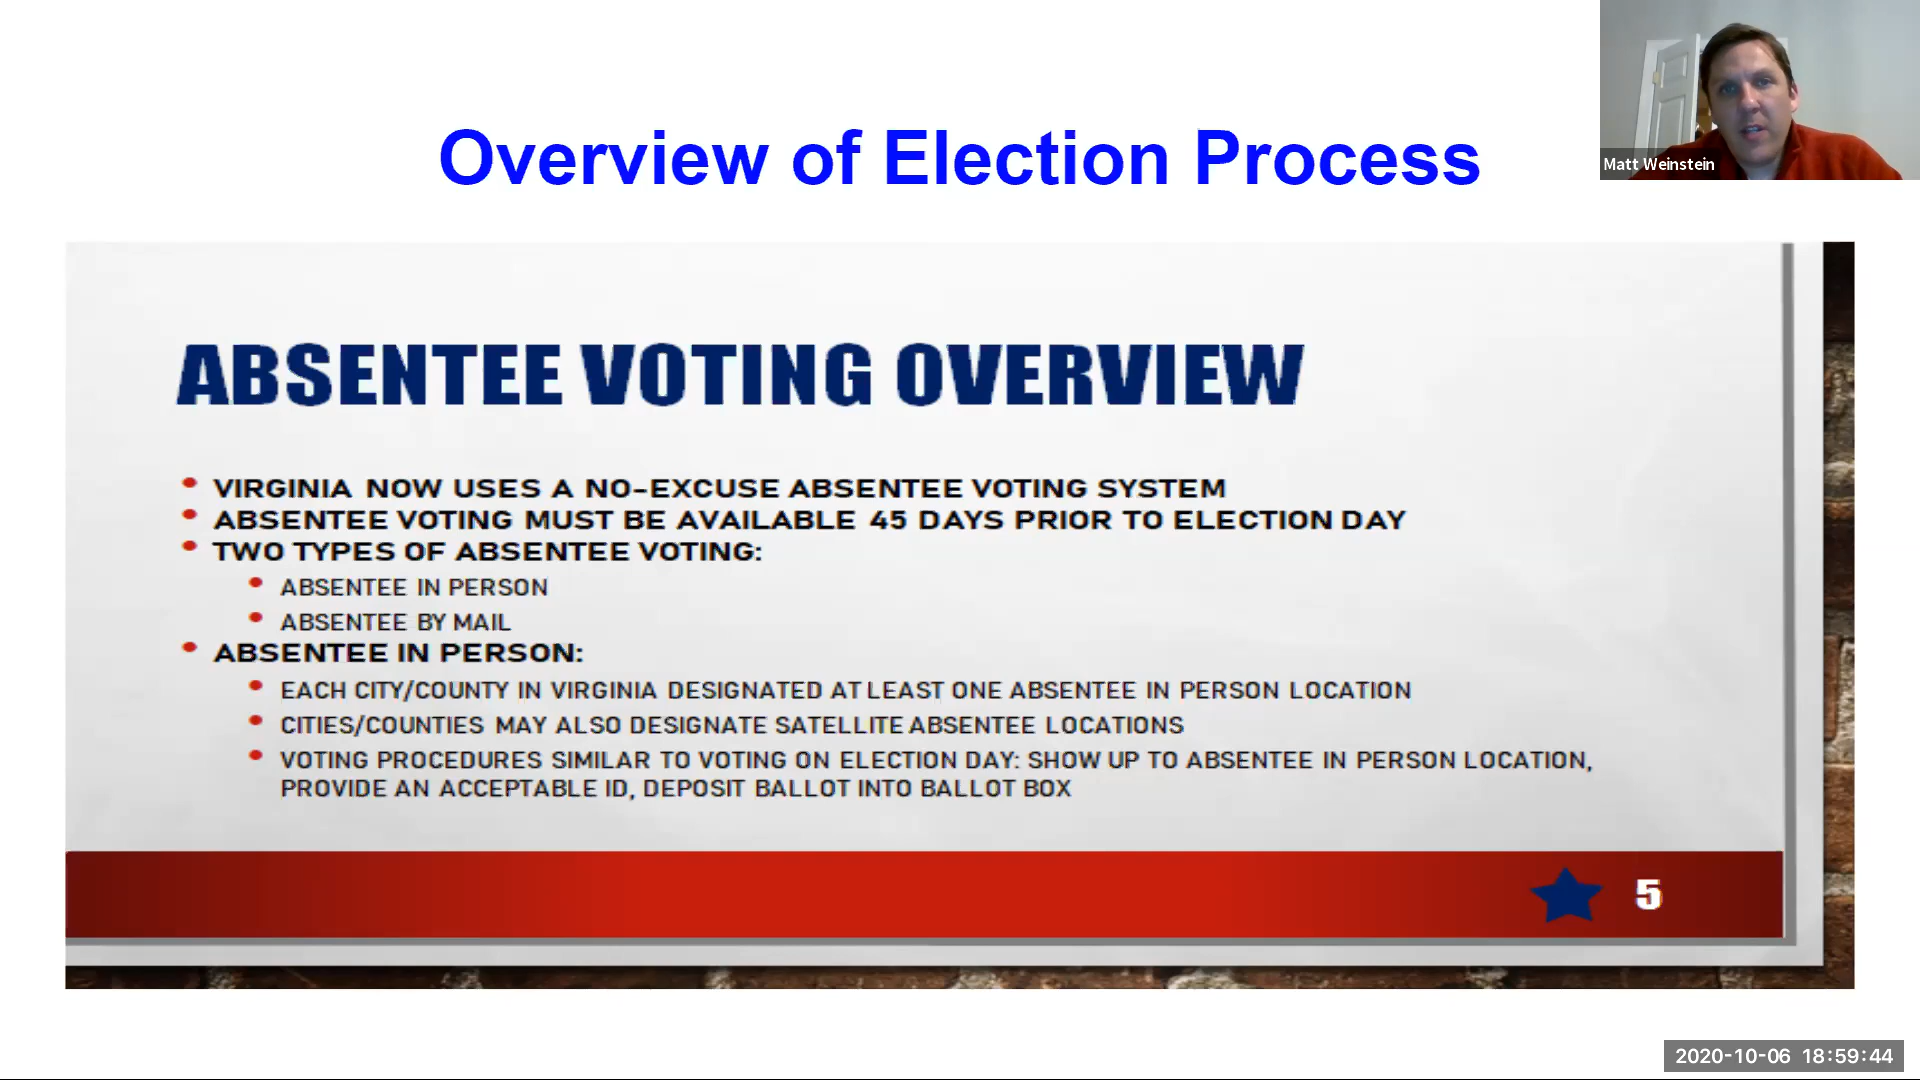 Overview of Election Process
Matt Weinstein
ABSENTEE VOTING OVERVIEW
• VIRGINIA NOW USES A NO-EXCUSE ABSENTEE VOTING SYSTEM
• ABSENTEE VOTING MUST BE AVAILABLE 45 DAYS PRIOR TO ELECTION DAY
• TWO TYPES OF ABSENTEE VOTING:
• ABSENTEE IN PERSON
• ABSENTEE BY MAIL
• ABSENTEE IN PERSON:
• EACH CITY/COUNTY IN VIRGINIA DESIGNATED AT LEAST ONE ABSENTEE IN PERSON LOCATION
• CITIES/COUNTIES MAY ALSO DESIGNATE SATELLITE ABSENTEE LOCATIONS
• VOTING PROCEDURES SIMILAR TO VOTING ON ELECTION DAY: SHOW UP TO ABSENTEE IN PERSON LOCATION,
PROVIDE AN ACCEPTABLE ID, DEPOSIT BALLOT INTO BALLOT BOX
5
2020-10-06 18:59:44